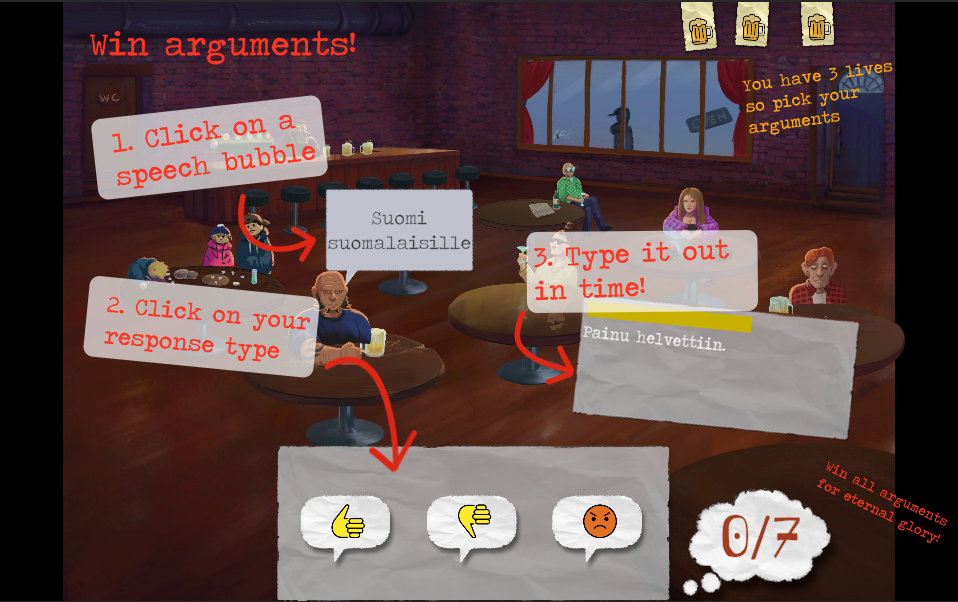 Win arguments!
You have 3 lives
so pick your
arguments
WC
OPEN
1. Click on a
speech bubble
Suomi
suomalaisille
3. Type it out
in time!
2. Click on your
response type
Painu helvettiin.
Win all arguments
for eternal glory!
0/7